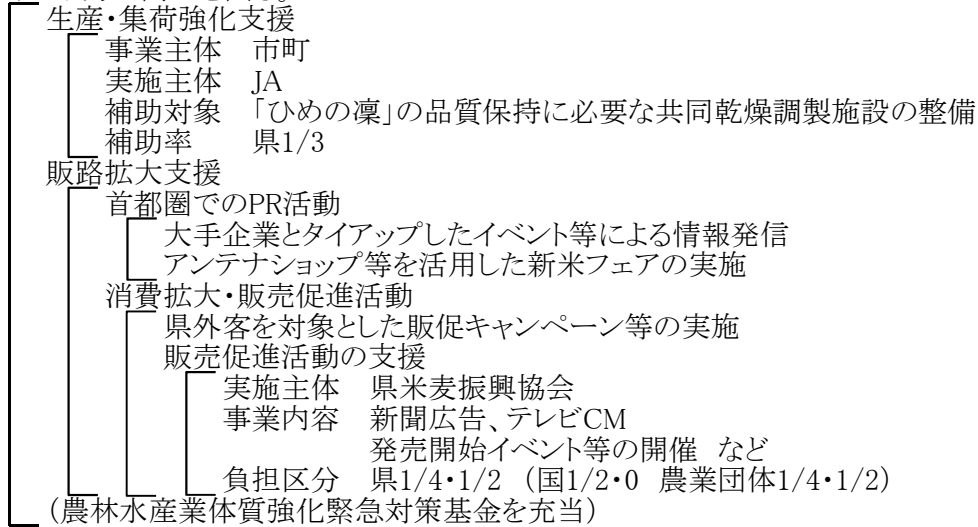 生産・集荷強化支援
事業主体　市町
実施主体　JA
補助対象　「ひめの凜」の品質保持に必要な共同乾燥調製施設の整備
補助率　　県1/3
販路拡大支援
首都圏でのPR活動
大手企業とタイアップしたイベント等による情報発信
アンテナショップ等を活用した新米フェアの実施
消費拡大・販売促進活動
県外客を対象とした販促キャンペーン等の実施
販売促進活動の支援
実施主体　県米麦振興協会
事業内容　新聞広告、テレビCM
発売開始イベント等の開催　など
負担区分　県1/4・1/2　（国1/2・0　農業団体1/4・1/2）
（農林水産業体質強化緊急対策基金を充当）